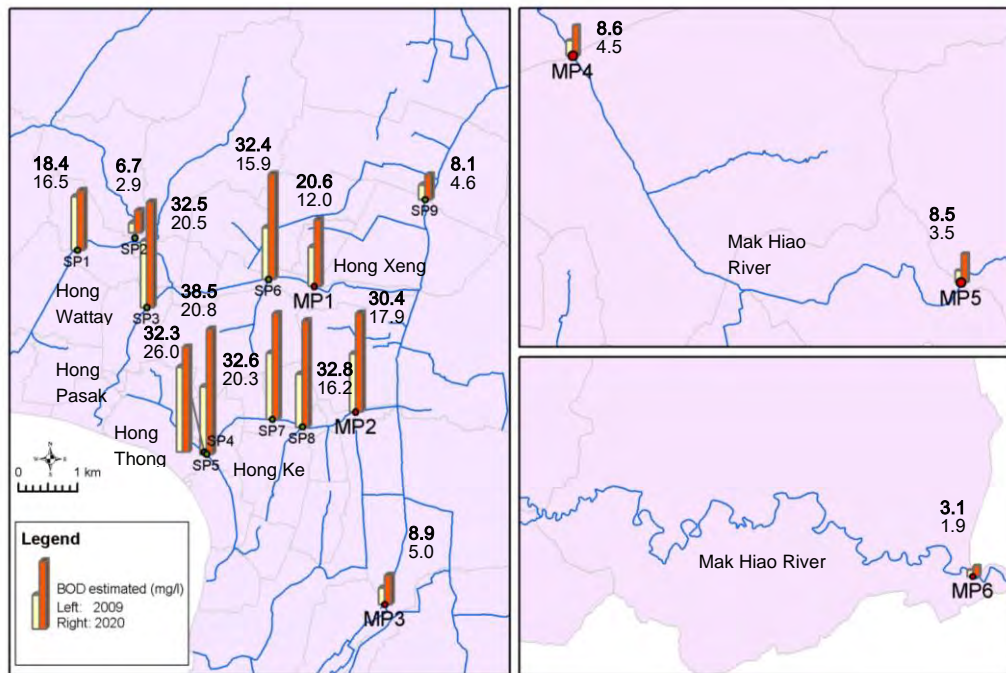 18.4
16.5
6.7
2.9
32.5
20.5
32.4
15.9
20.6
12.0
8.1
4.6
SP9
SP1
SP2
SP3
SP6
MP1
Hong Xeng
Hong
Wattay
38.5
20.8
30.4
17.9
32.3
26.0
32.6
20.3
32.8
16.2
Hong
Pasak
Hong
Thong
SP4
SP5
SP7
SP8
MP2
Hong Ke
0 1 km
8.9
5.0
MP3
Legend
BOD estimated (mg/l)
Left: 2009
Right: 2020
8.6
4.5
MP4
Mak Hiao
River
8.5
3.5
MP5
Mak Hiao River
3.1
1.9
MP6